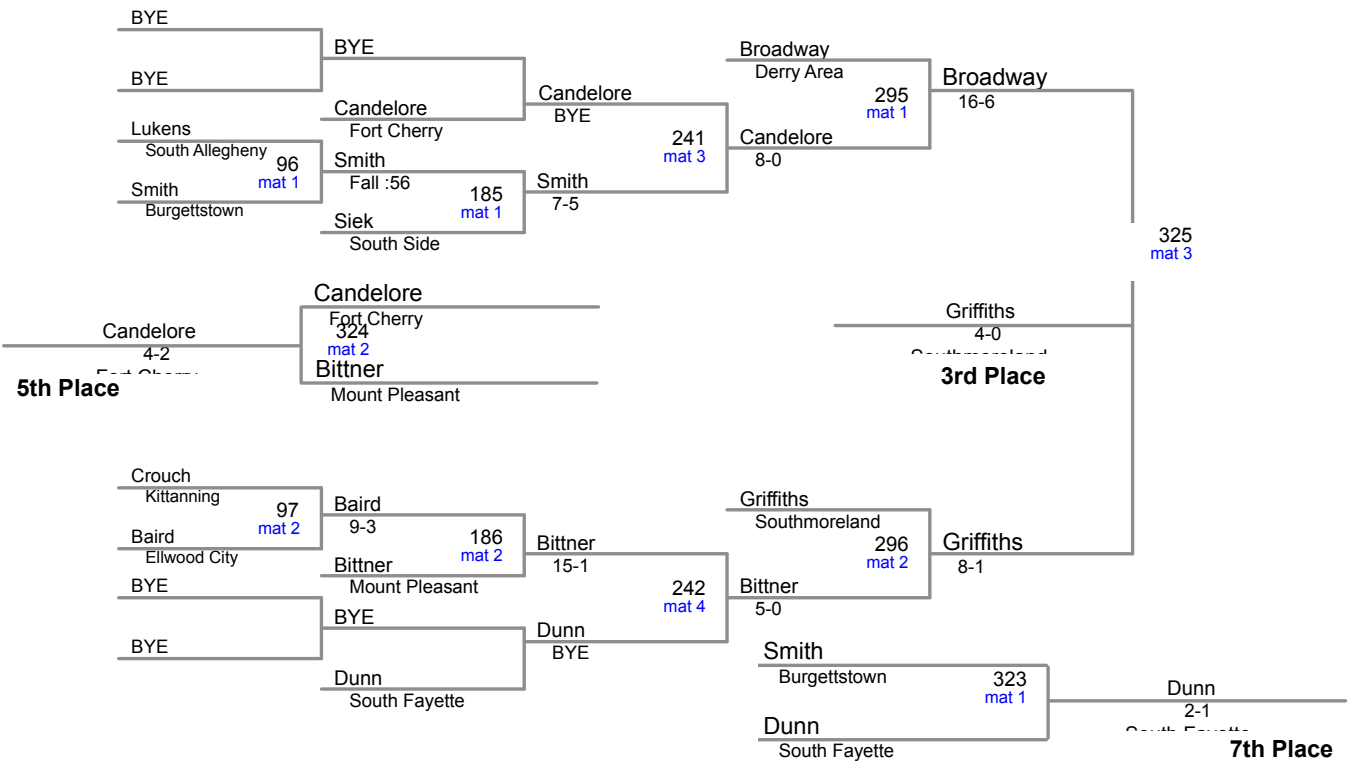 BYE
BYE
BYE
Candelore
Fort Cherry
Candelore
BYE
Lukens
South Allegheny
96
mat 1
Smith
Burgettstown
Smith
Fall :56
185
mat 1
Siek
South Side
Smith
7-5
241
mat 3
Broadway
Derry Area
295
mat 1
Candelore
8-0
Broadway
16-6
325
mat 3
Candelore
Fort Cherry
324
mat 2
Bittner
Mount Pleasant
Candelore
4-2
Fort Cherry
5th Place
Griffiths
4-0
Southmoreland
3rd Place
Crouch
Kittanning
97
mat 2
Baird
Ellwood City
Baird
9-3
186
mat 2
Bittner
Mount Pleasant
BYE
BYE
BYE
Dunn
South Fayette
Bittner
15-1
242
mat 4
Dunn
BYE
Griffiths
Southmoreland
296
mat 2
Bittner
5-0
Griffiths
8-1
Smith
Burgettstown
323
mat 1
Dunn
South Fayette
Dunn
2-1
South Fayette
7th Place